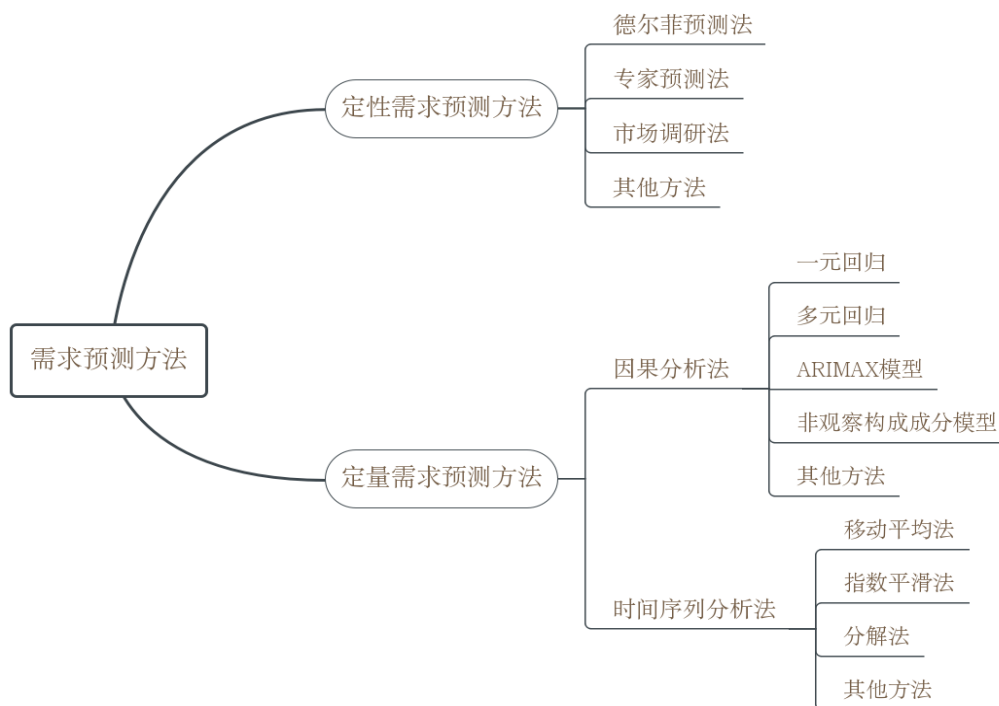 需求预测方法
定性需求预测方法
德尔菲预测法
专家预测法
市场调研法
其他方法
定量需求预测方法
因果分析法
一元回归
多元回归
ARIMAX模型
非观察构成成分模型
其他方法
时间序列分析法
移动平均法
指数平滑法
分解法
其他方法